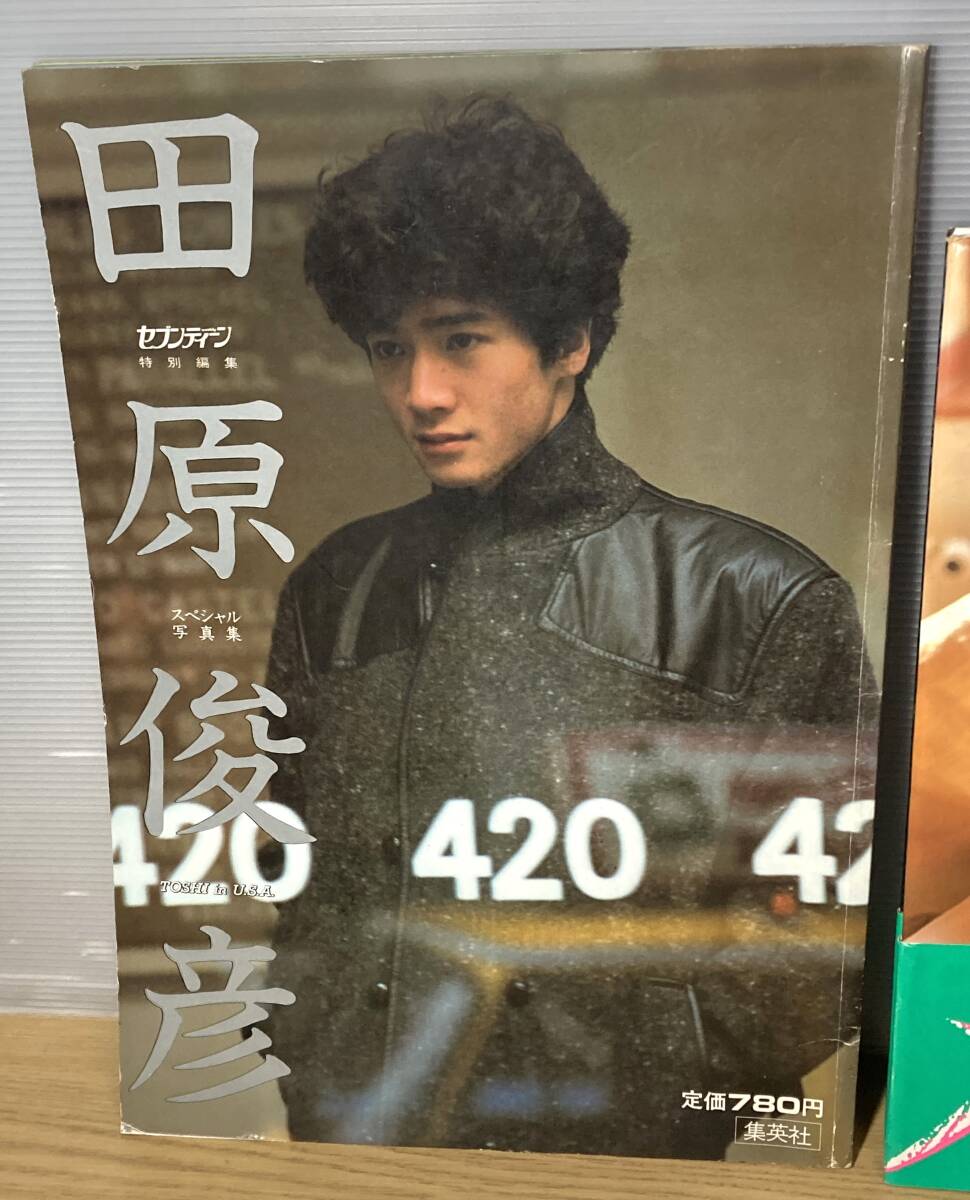 田原俊彦
セブンティーン
特別編集
スペシャル
写真集
TOSHI in U.S.A.
420 420 42
定価780円
集英社